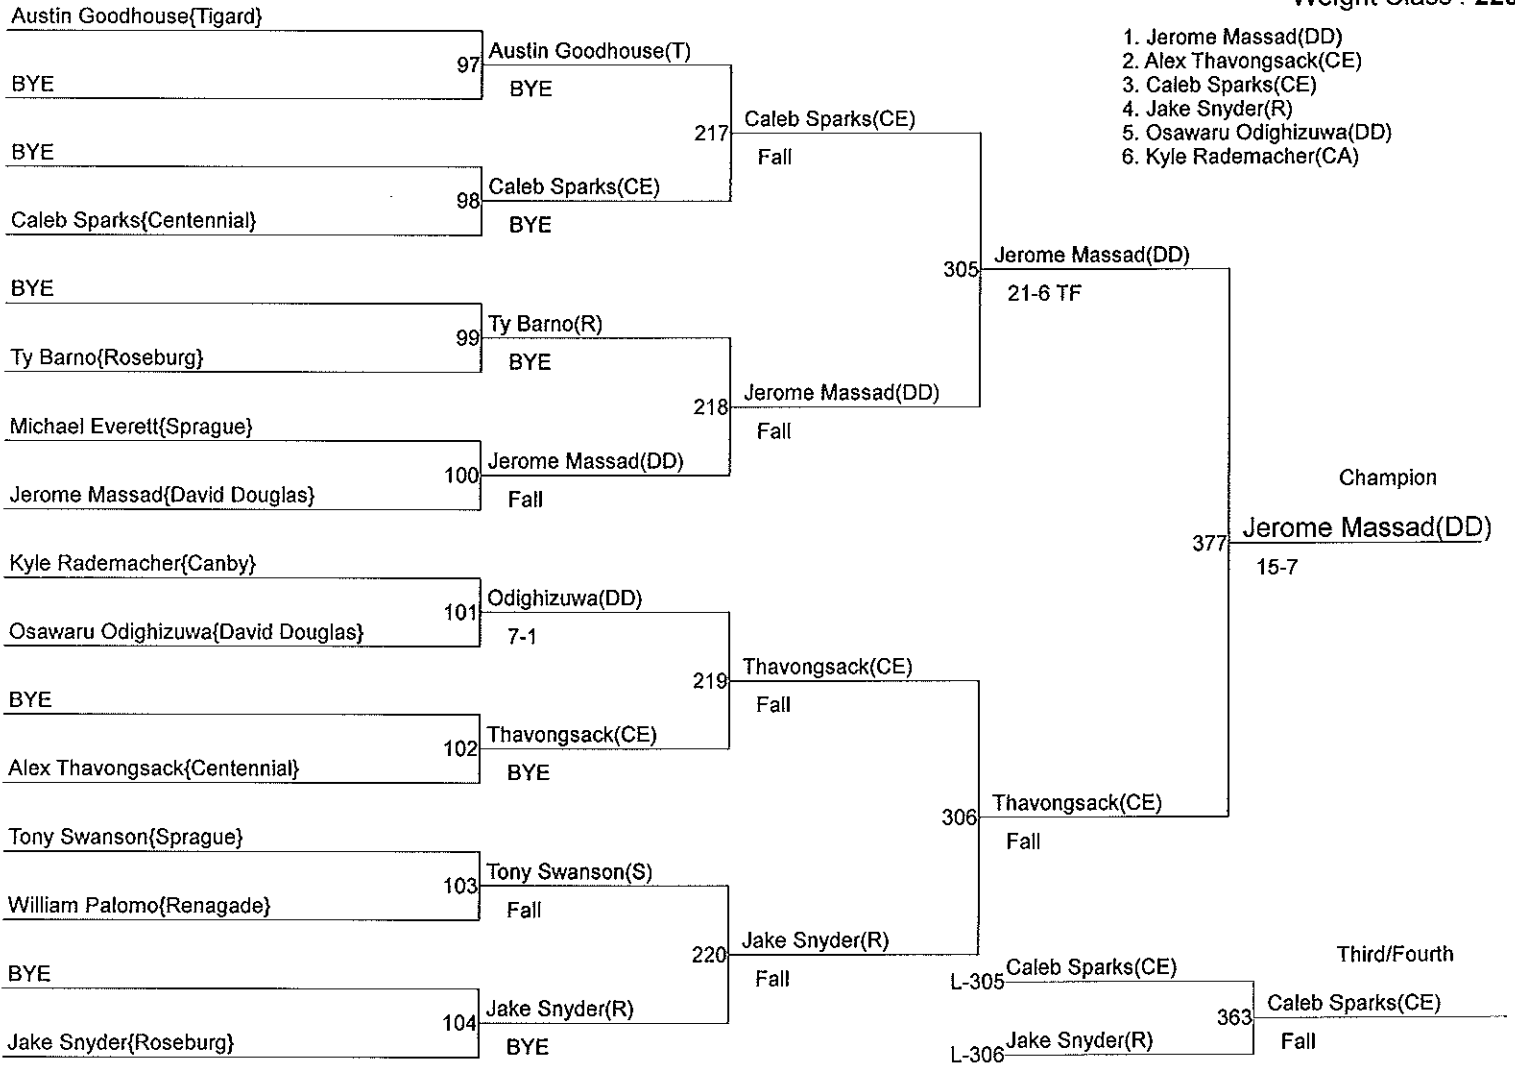 Weight Class :
Austin Goodhouse{Tigard}
BYE
97
Austin Goodhouse(T)
BYE
BYE
Caleb Sparks{Centennial}
98
Caleb Sparks(CE)
BYE
217
Caleb Sparks(CE)
Fall
BYE
Ty Barno{Roseburg}
99
Ty Barno(R)
BYE
Michael Everett{Sprague}
Jerome Massad{David Douglas}
100
Jerome Massad(DD)
Fall
218
Jerome Massad(DD)
Fall
305
Jerome Massad(DD)
21-6 TF
Kyle Rademacher{Canby}
Osawaru Odighizuwa{David Douglas}
101
Odighizuwa(DD)
7-1
BYE
Alex Thavongsack{Centennial}
102
Thavongsack(CE)
BYE
219
Thavongsack(CE)
Fall
Tony Swanson{Sprague}
William Palomo{Renagade}
103
Tony Swanson(S)
Fall
BYE
Jake Snyder{Roseburg}
104
Jake Snyder(R)
BYE
220
Jake Snyder(R)
Fall
306
Thavongsack(CE)
Fall
Champion
377
Jerome Massad(DD)
15-7
1. Jerome Massad(DD)
2. Alex Thavongsack(CE)
3. Caleb Sparks(CE)
4. Jake Snyder(R)
5. Osawaru Odighizuwa(DD)
6. Kyle Rademacher(CA)
Third/Fourth
L-305 Caleb Sparks(CE)
L-306 Jake Snyder(R)
363
Caleb Sparks(CE)
Fall